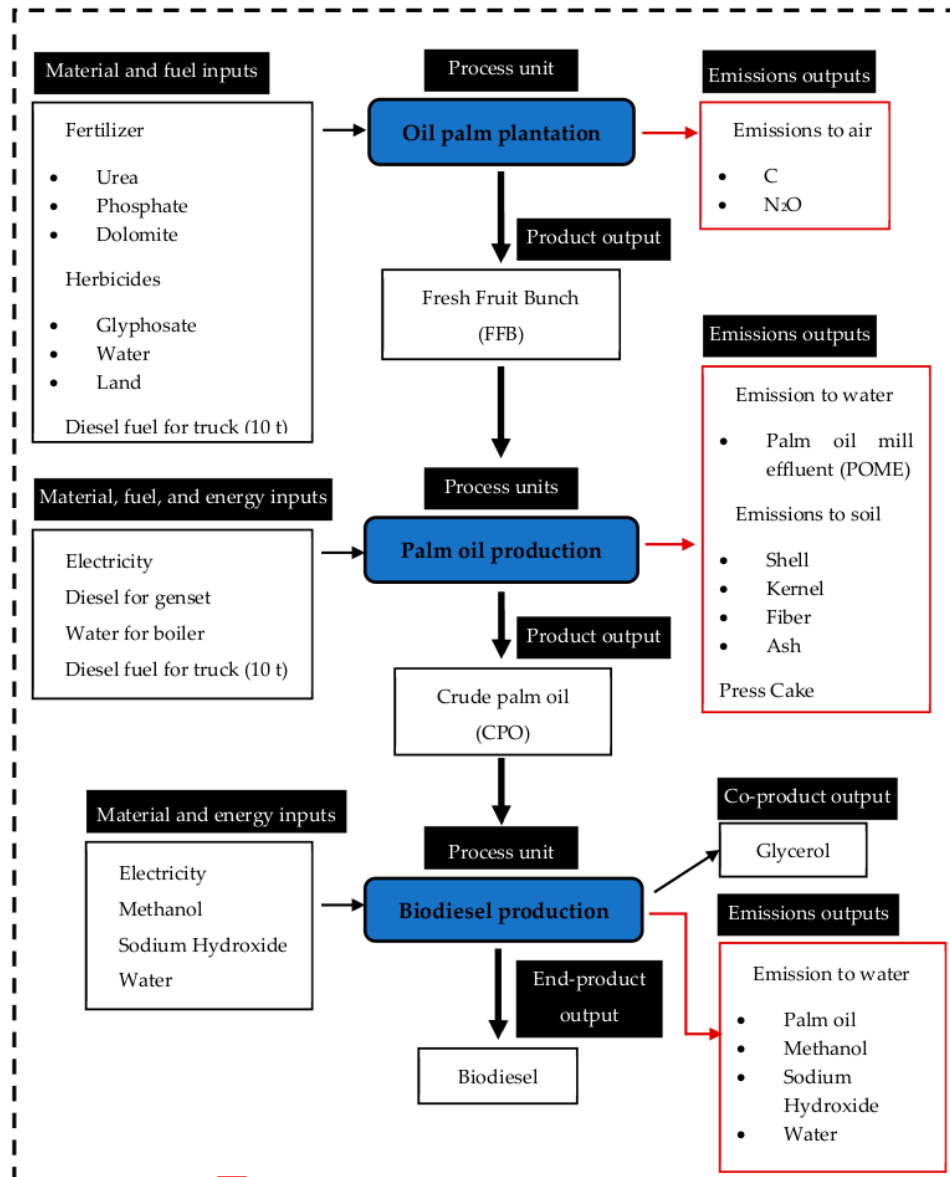 Material and fuel inputs
Process unit
Emissions outputs
Fertilizer
• Urea
• Phosphate
• Dolomite
Herbicides
• Glyphosate
• Water
• Land
Diesel fuel for truck (10 t)
Oil palm plantation
Emissions to air
• C
• N₂O
Product output
Fresh Fruit Bunch
(FFB)
Emissions outputs
Emission to water
• Palm oil mill
effluent (POME)
Emissions to soil
• Shell
• Kernel
• Fiber
• Ash
Press Cake
Process units
Material, fuel, and energy inputs
Electricity
Diesel for genset
Water for boiler
Diesel fuel for truck (10 t)
Palm oil production
Product output
Crude palm oil
(CPO)
Material and energy inputs
Electricity
Methanol
Sodium Hydroxide
Water
Process unit
Biodiesel production
Co-product output
Glycerol
Emissions outputs
Emission to water
• Palm oil
• Methanol
• Sodium
Hydroxide
• Water
End-product
output
Biodiesel